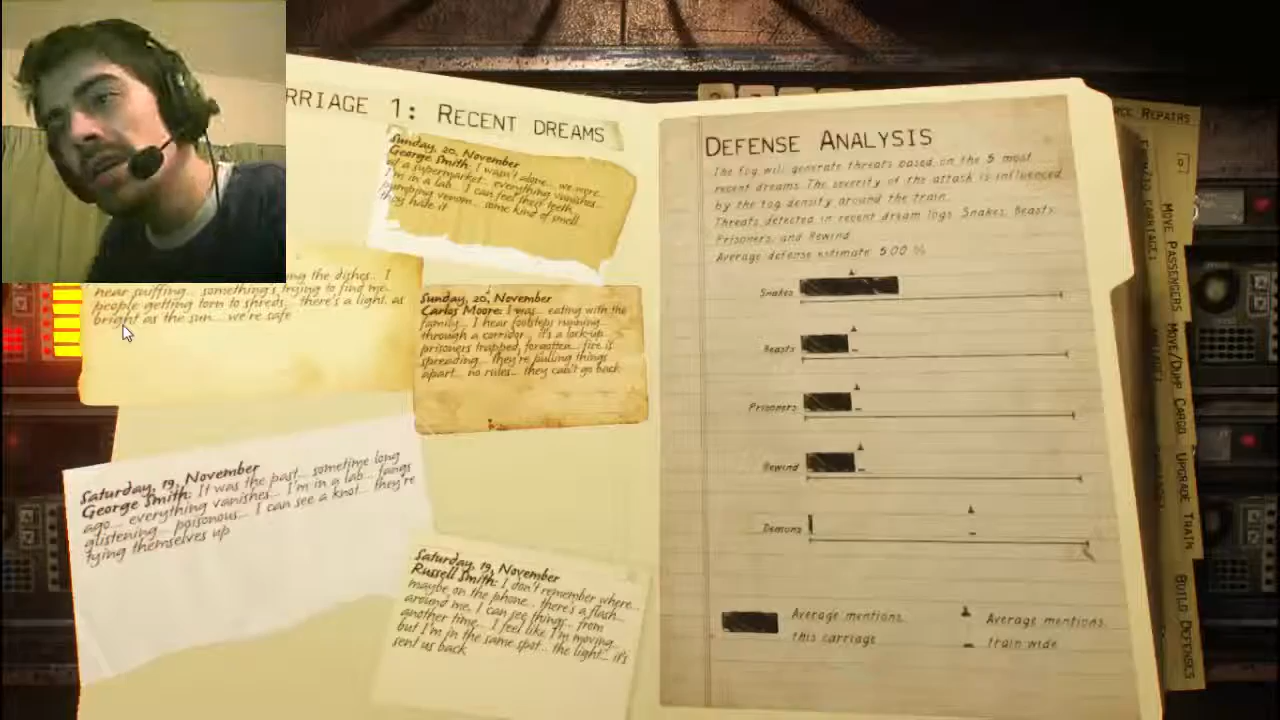 RRIAGE 1: RECENT DREAMS
Sunday, 20, November
George Smith: I wasn't alone... we were
at a supermarket... everything vanishes...
I'm in a lab... I can feel their teeth
pumping venom... some kind of smell...
they hate it
ng the dishes... I
hear sniffing... something's trying to find me...
people getting torn to shreds... there's a light, as
bright as the sun... we're safe
Sunday, 20, November
Carlos Moore: I was... eating with the
family... I hear footsteps running...
through a corridor... it's a lock-up...
prisoners trapped, forgotten... fire is
spreading... they're pulling things
apart... no rules... they can't go back
Saturday, 19, November
George Smith: It was the past... sometime long
ago... everything vanishes... I'm in a lab... fangs
glistening... poisonous... I can see a knot... they're
tying themselves up
Saturday, 19, November
Russell Smith: I don't remember where...
maybe on the phone... there's a flash...
around me. I can see things... from
another time... I feel like I'm moving...
but I'm in the same spot... the light... it's
sent us back
DEFENSE ANALYSIS
The fog will generate threats based on the 5 most
recent dreams. The severity of the attack is influenced
by the fog density around the train.
Threats detected in recent dream logs: Snakes, Beasts,
Prisoners, and Rewind.
Average defense estimate: 5.00 %
Snakes
Beasts
Prisoners
Rewind
Demons
Average mentions
this carriage
Average mentions
train wide
NCE REPAIRS
MOVE PASSENGERS
MOVE/DUMP CARGO
UPGRADE TRAIN
BUILD DEFENSES